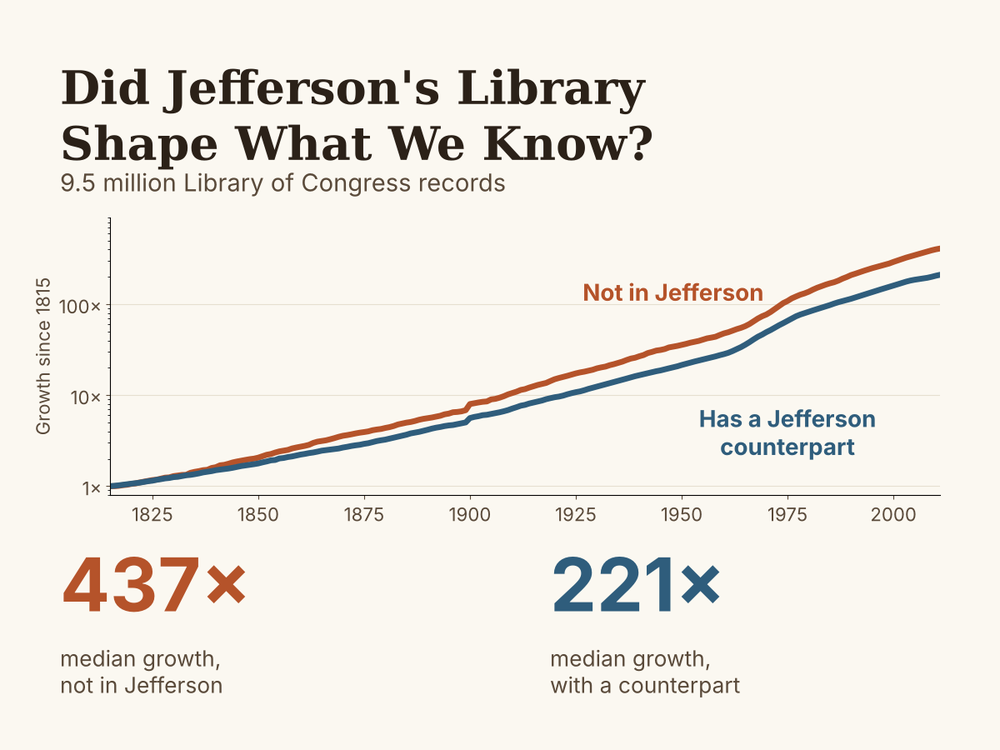 Did Jefferson's Library
Shape What We Know?
9.5 million Library of Congress records
Growth since 1815
100×
10×
1×
Not in Jefferson
Has a Jefferson
counterpart
1825 1850 1875 1900 1925 1950 1975 2000
437×
median growth,
not in Jefferson
221×
median growth,
with a counterpart